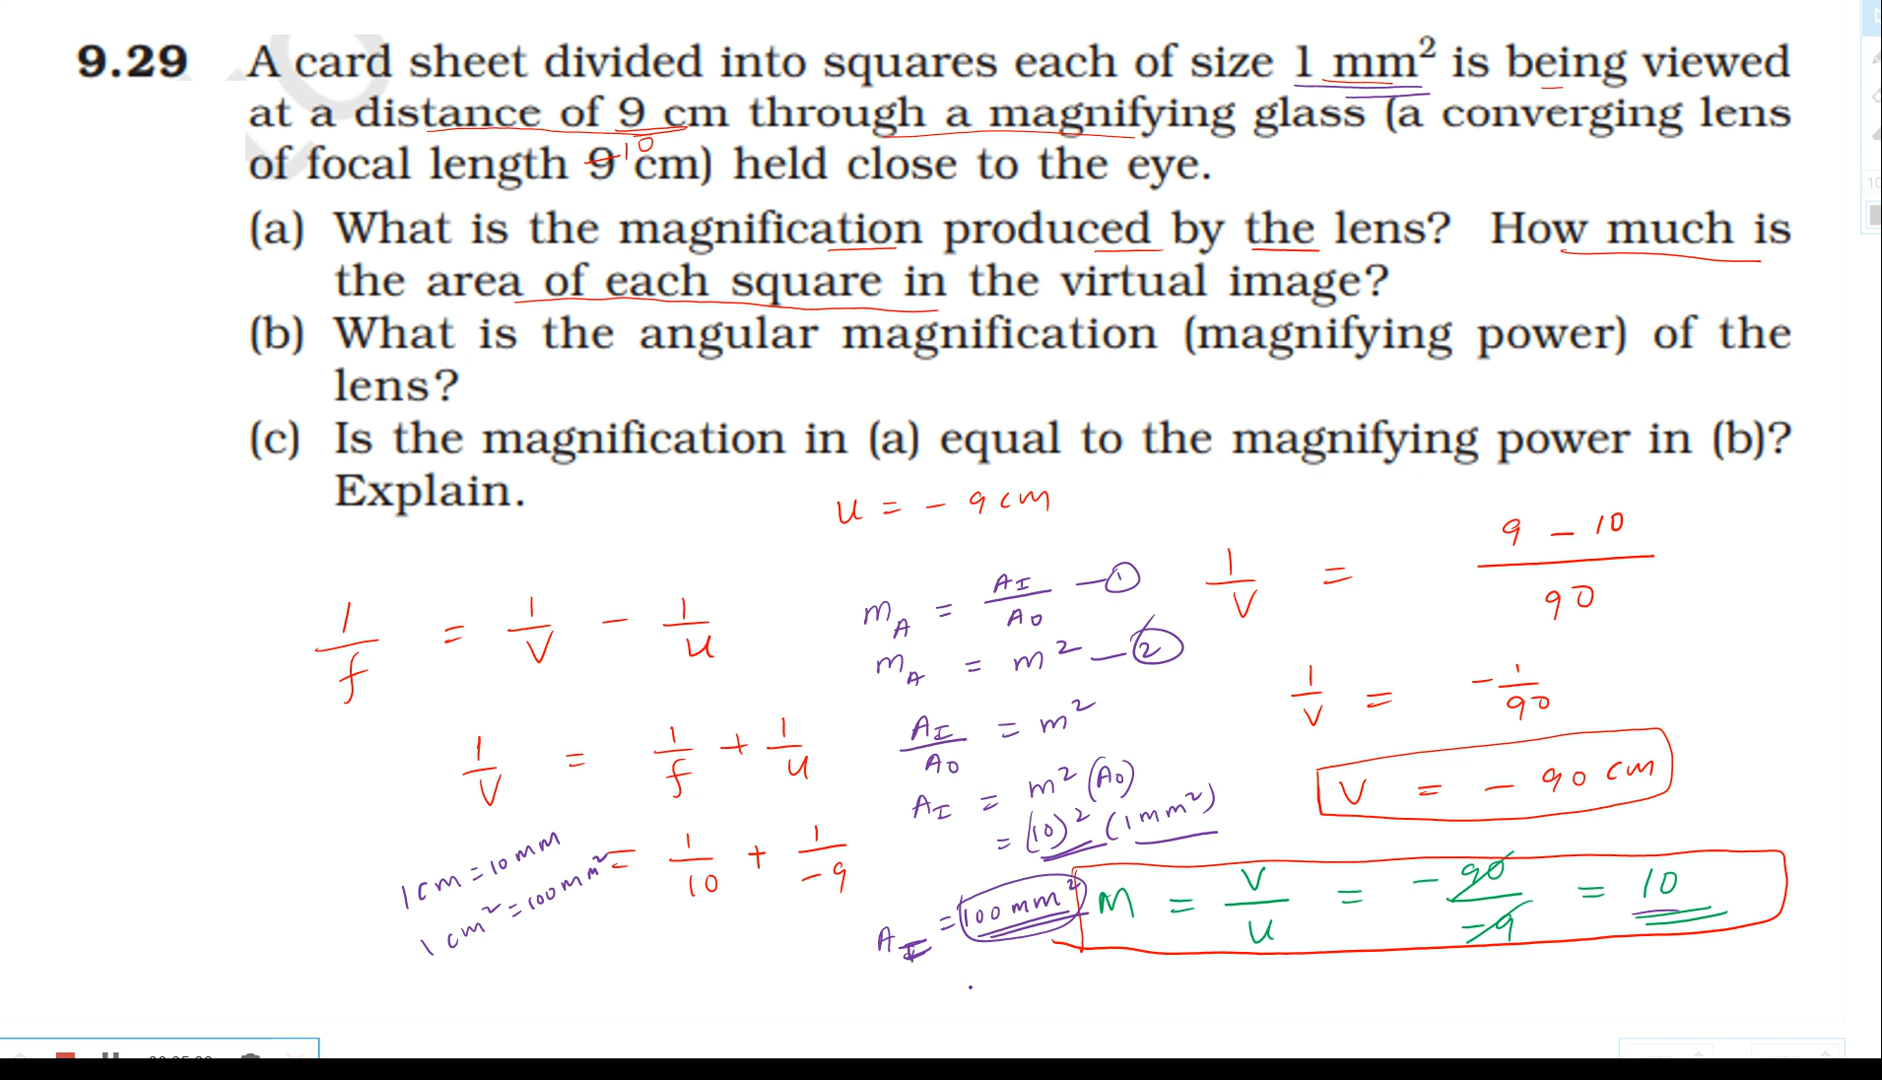 9.29 A card sheet divided into squares each of size 1 mm² is being viewed
at a distance of 9 cm through a magnifying glass (a converging lens
of focal length 9 10 cm) held close to the eye.
(a) What is the magnification produced by the lens? How much is
the area of each square in the virtual image?
(b) What is the angular magnification (magnifying power) of the
lens?
(c) Is the magnification in (a) equal to the magnifying power in (b)?
Explain.
u = - 9 cm
1/f = 1/v - 1/u
1/v = 1/f + 1/u
= 1/10 + 1/-9
1 cm = 10 mm
1 cm² = 100 mm²
m_A = A_I/A_O —①
m_A = m² —②
A_I/A_O = m²
A_I = m² (A_O)
= (10)² (1 mm²)
A_I = 100 mm²
1/v = 9 - 10/90
1/v = - 1/90
v = - 90 cm
m = v/u = - 90/-9 = 10